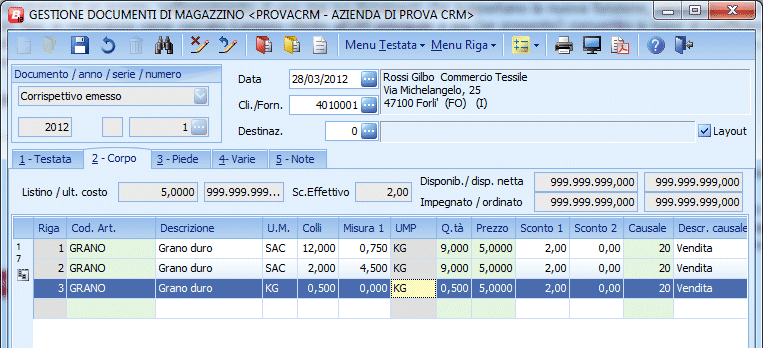 GESTIONE DOCUMENTI DI MAGAZZINO <PROVACRM - AZIENDA DI PROVA CRM>
Menu Testata Menu Riga
Documento / anno / serie / numero
Corrispettivo emesso
2012 1
Data 28/03/2012
Cli./Forn. 4010001
Destinaz. 0
Rossi Gilbo Commercio Tessile
Via Michelangelo, 25
47100 Forli' (FO) (I)
Layout
1 - Testata 2 - Corpo 3 - Piede 4- Varie 5 - Note
Listino / ult. costo 5,0000 999.999.999... Sc.Effettivo 2,00
Disponib./ disp. netta 999.999.999,000 999.999.999,000
Impegnato / ordinato 999.999.999,000 999.999.999,000
Riga Cod. Art. Descrizione U.M. Colli Misura 1 UMP Q.tà Prezzo Sconto 1 Sconto 2 Causale Descr. causale
1 GRANO Grano duro SAC 12,000 0,750 KG 9,000 5,0000 2,00 0,00 20 Vendita
2 GRANO Grano duro SAC 2,000 4,500 KG 9,000 5,0000 2,00 0,00 20 Vendita
3 GRANO Grano duro KG 0,500 0,000 KG 0,500 5,0000 2,00 0,00 20 Vendita
1
7